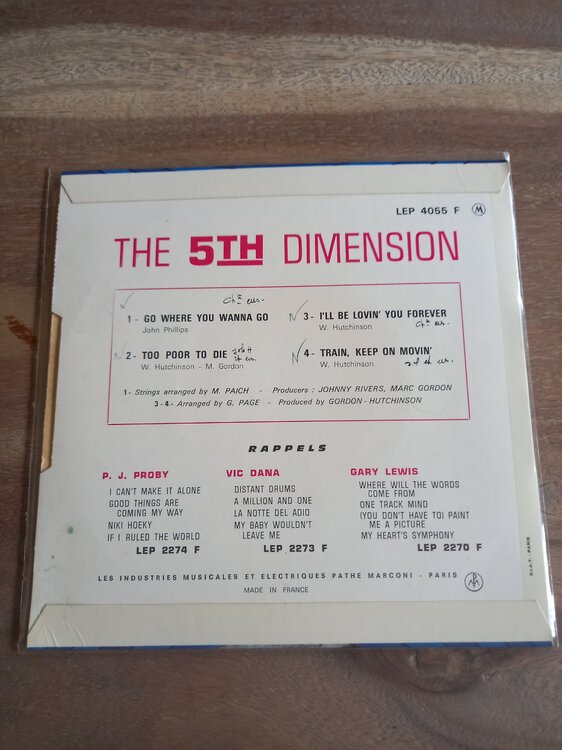 LEP 4055 F M
THE 5TH DIMENSION
1 - GO WHERE YOU WANNA GO
John Phillips
2 - TOO POOR TO DIE
W. Hutchinson - M. Gordon
3 - I'LL BE LOVIN' YOU FOREVER
W. Hutchinson
4 - TRAIN, KEEP ON MOVIN'
W. Hutchinson
1 - Strings arranged by M. PAICH - Producers : JOHNNY RIVERS, MARC GORDON
3 - 4 - Arranged by G. PAGE - Produced by GORDON - HUTCHINSON
RAPPELS
P. J. PROBY
I CAN'T MAKE IT ALONE
GOOD THINGS ARE
COMING MY WAY
NIKI HOEKY
IF I RULED THE WORLD
LEP 2274 F
VIC DANA
DISTANT DRUMS
A MILLION AND ONE
LA NOTTE DEL ADIO
MY BABY WOULDN'T
LEAVE ME
LEP 2273 F
GARY LEWIS
WHERE WILL THE WORDS
COME FROM
ONE TRACK MIND
(YOU DON'T HAVE TO) PAINT
ME A PICTURE
MY HEART'S SYMPHONY
LEP 2270 F
LES INDUSTRIES MUSICALES ET ELECTRIQUES PATHE MARCONI - PARIS
MADE IN FRANCE